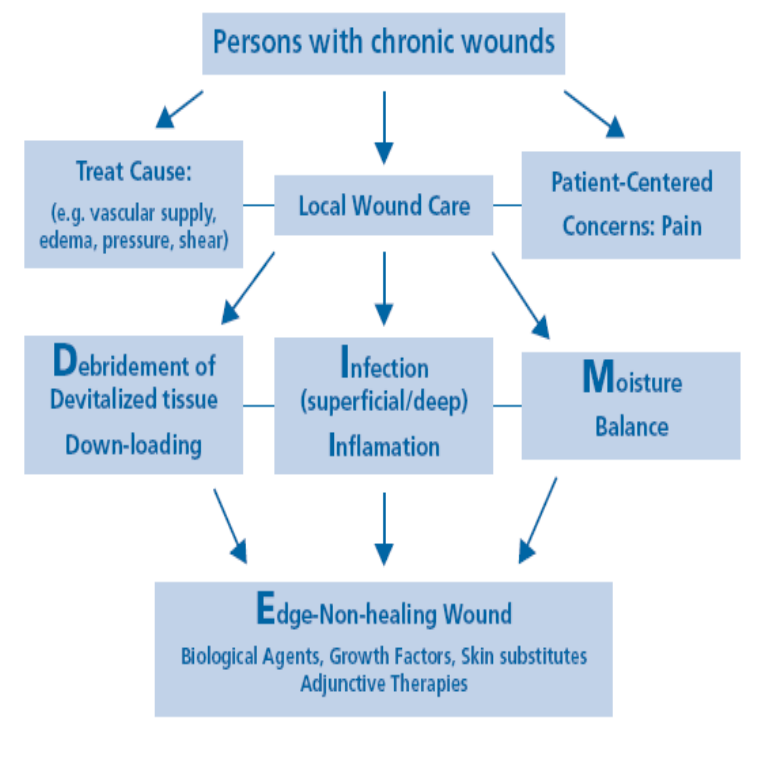 Persons with chronic wounds
Treat Cause:
(e.g. vascular supply,
edema, pressure, shear)
Local Wound Care
Patient-Centered
Concerns: Pain
Debridement of
Devitalized tissue
Down-loading
Infection
(superficial/deep)
Inflamation
Moisture
Balance
Edge-Non-healing Wound
Biological Agents, Growth Factors, Skin substitutes
Adjunctive Therapies